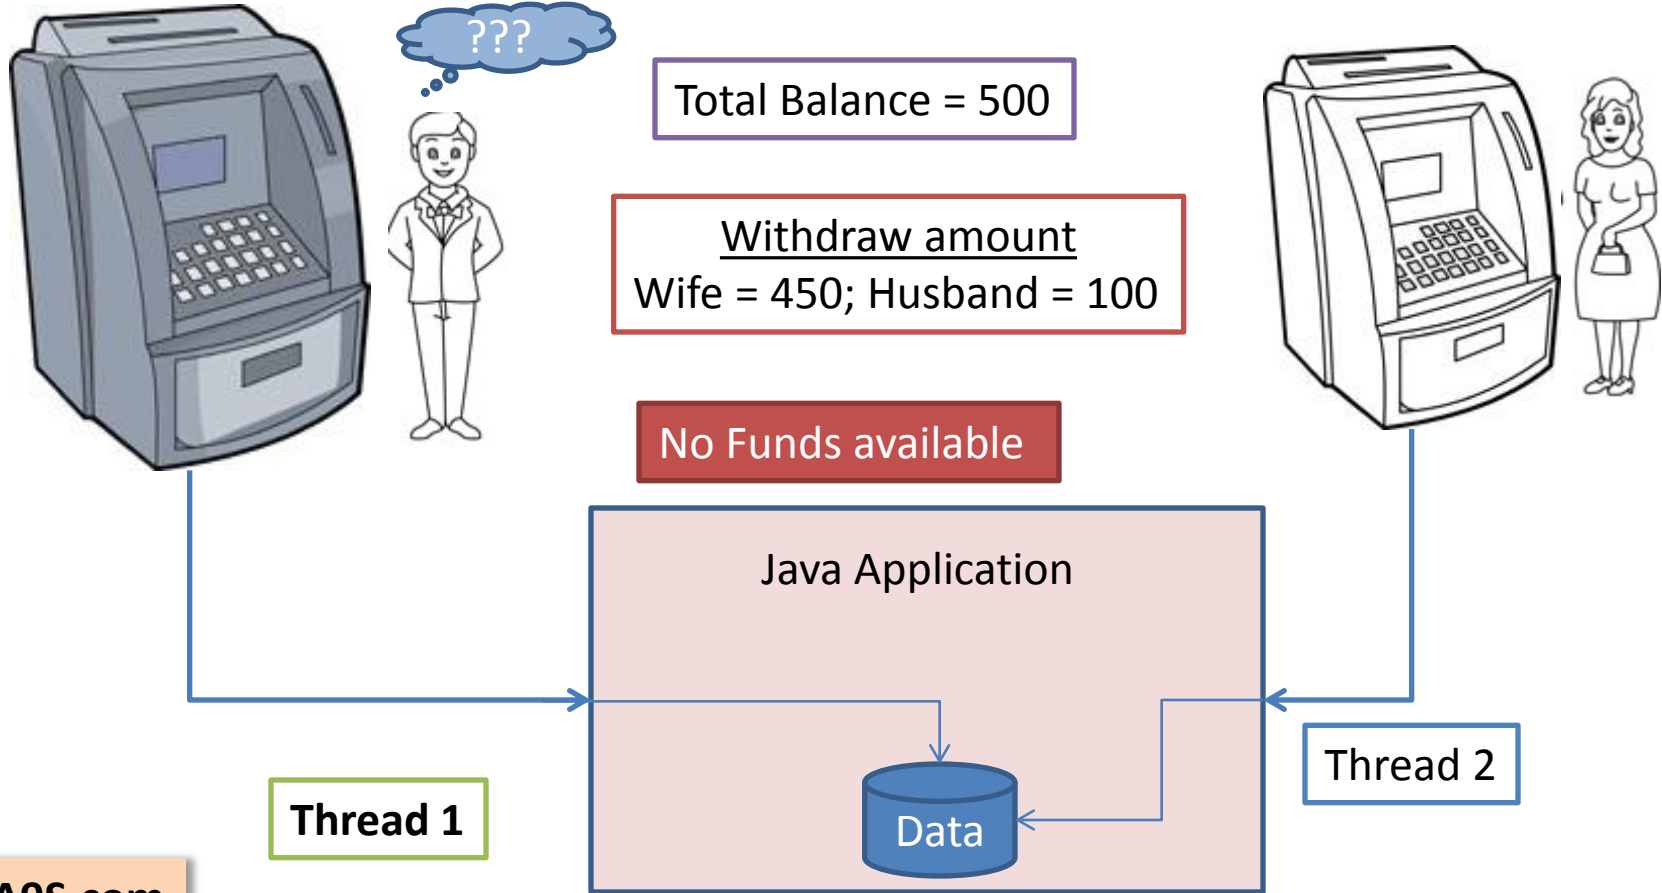 ???
Total Balance = 500
Withdraw amount
Wife = 450; Husband = 100
No Funds available
Java Application
Thread 2
Thread 1
Data